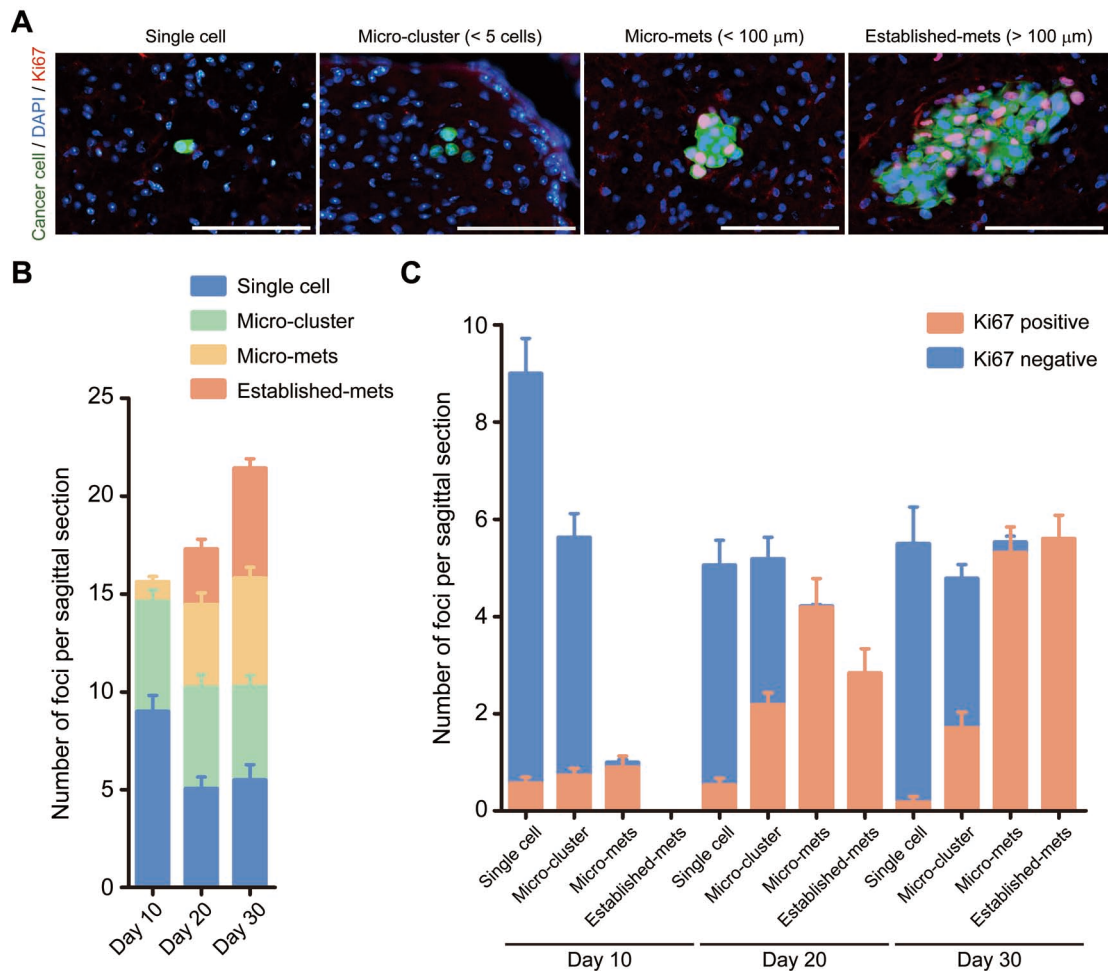 A
Single cell
Micro-cluster (< 5 cells)
Micro-mets (< 100 μm)
Established-mets (> 100 μm)
Cancer cell / DAPI / Ki67
B
Single cell
Micro-cluster
Micro-mets
Established-mets
Number of foci per sagittal section
25
20
15
10
5
0
Day 10
Day 20
Day 30
C
Ki67 positive
Ki67 negative
Number of foci per sagittal section
10
8
6
4
2
0
Single cell
Micro-cluster
Micro-mets
Established-mets
Single cell
Micro-cluster
Micro-mets
Established-mets
Single cell
Micro-cluster
Micro-mets
Established-mets
Day 10
Day 20
Day 30